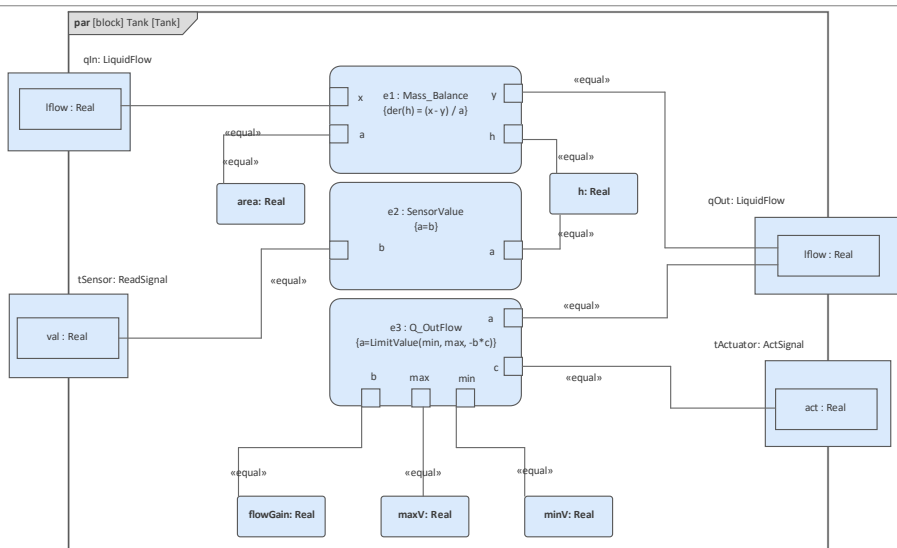 par [block] Tank [Tank]
qIn: LiquidFlow
lflow : Real
e1 : Mass_Balance
{der(h) = (x - y) / a}
x
y
a
h
«equal»
«equal»
«equal»
«equal»
area: Real
h: Real
e2 : SensorValue
{a=b}
b
a
«equal»
qOut: LiquidFlow
lflow : Real
tSensor: ReadSignal
val : Real
«equal»
«equal»
e3 : Q_OutFlow
{a=LimitValue(min, max, -b*c)}
a
c
b
max
min
«equal»
tActuator: ActSignal
act : Real
«equal»
«equal»
«equal»
flowGain: Real
maxV: Real
minV: Real